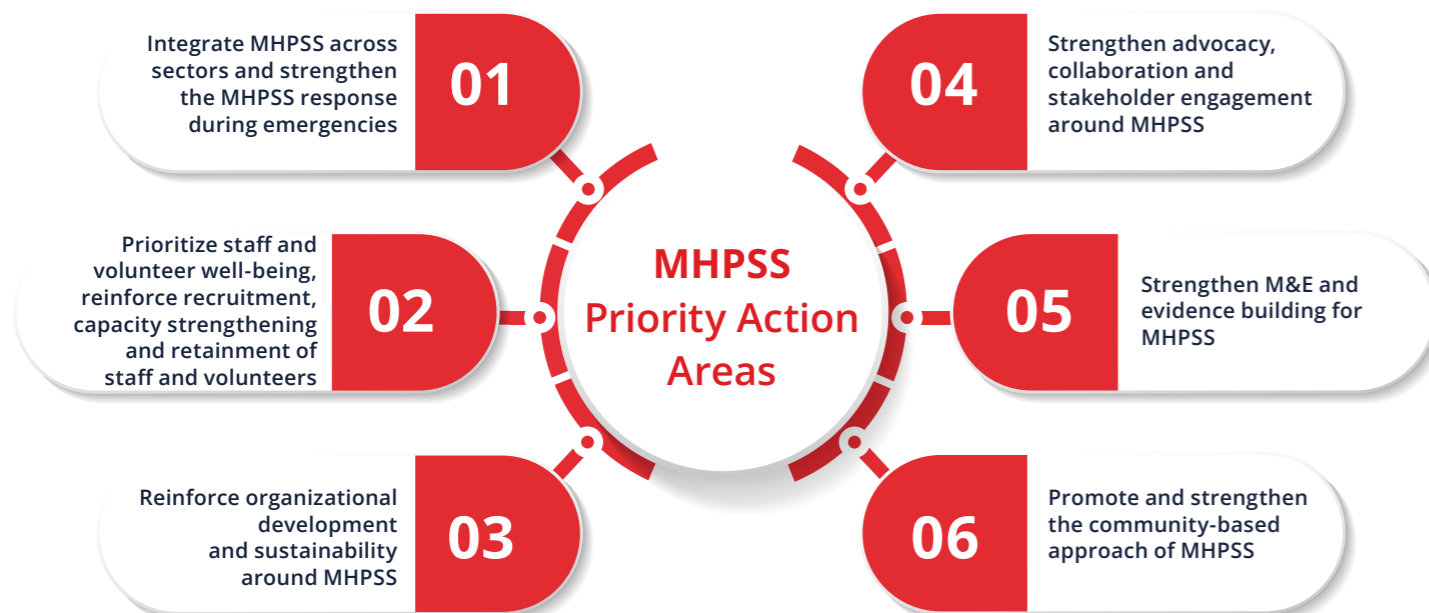 Integrate MHPSS across
sectors and strengthen
the MHPSS response
during emergencies
01
Prioritize staff and
volunteer well-being,
reinforce recruitment,
capacity strengthening
and retainment of
staff and volunteers
02
Reinforce organizational
development
and sustainability
around MHPSS
03
MHPSS
Priority Action
Areas
04
Strengthen advocacy,
collaboration and
stakeholder engagement
around MHPSS
05
Strengthen M&E and
evidence building for
MHPSS
06
Promote and strengthen
the community-based
approach of MHPSS